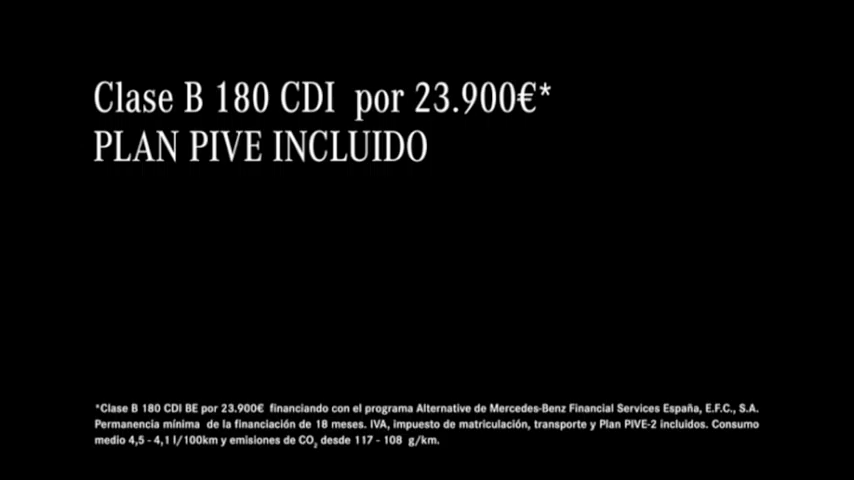 Clase B 180 CDI por 23.900€*
PLAN PIVE INCLUIDO
*Clase B 180 CDI BE por 23.900€ financiando con el programa Alternative de Mercedes-Benz Financial Services España, E.F.C., S.A.
Permanencia mínima de la financiación de 18 meses. IVA, impuesto de matriculación, transporte y Plan PIVE-2 incluidos. Consumo
medio 4,5 - 4,1 l/100km y emisiones de CO₂ desde 117 - 108 g/km.